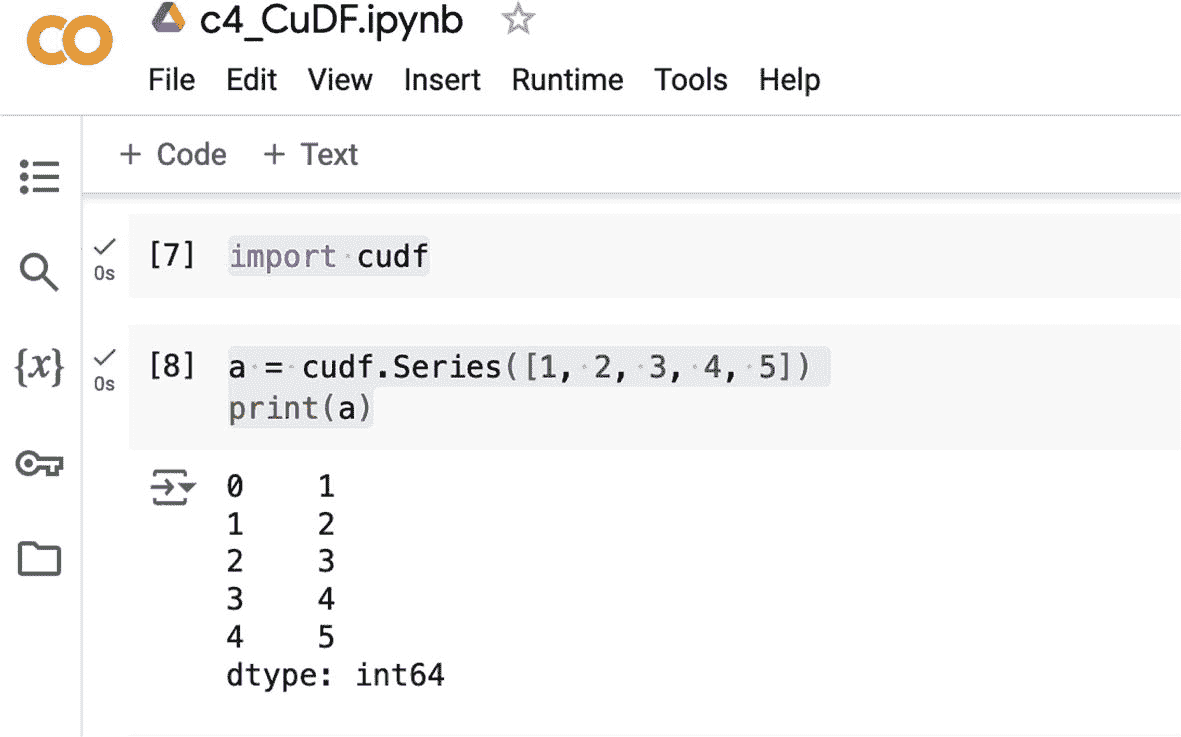 CO
c4_CuDF.ipynb
File Edit View Insert Runtime Tools Help
+ Code + Text
0s
[7] import cudf
0s
[8] a = cudf.Series([1, 2, 3, 4, 5])
print(a)
{x}
0 1
1 2
2 3
3 4
4 5
dtype: int64